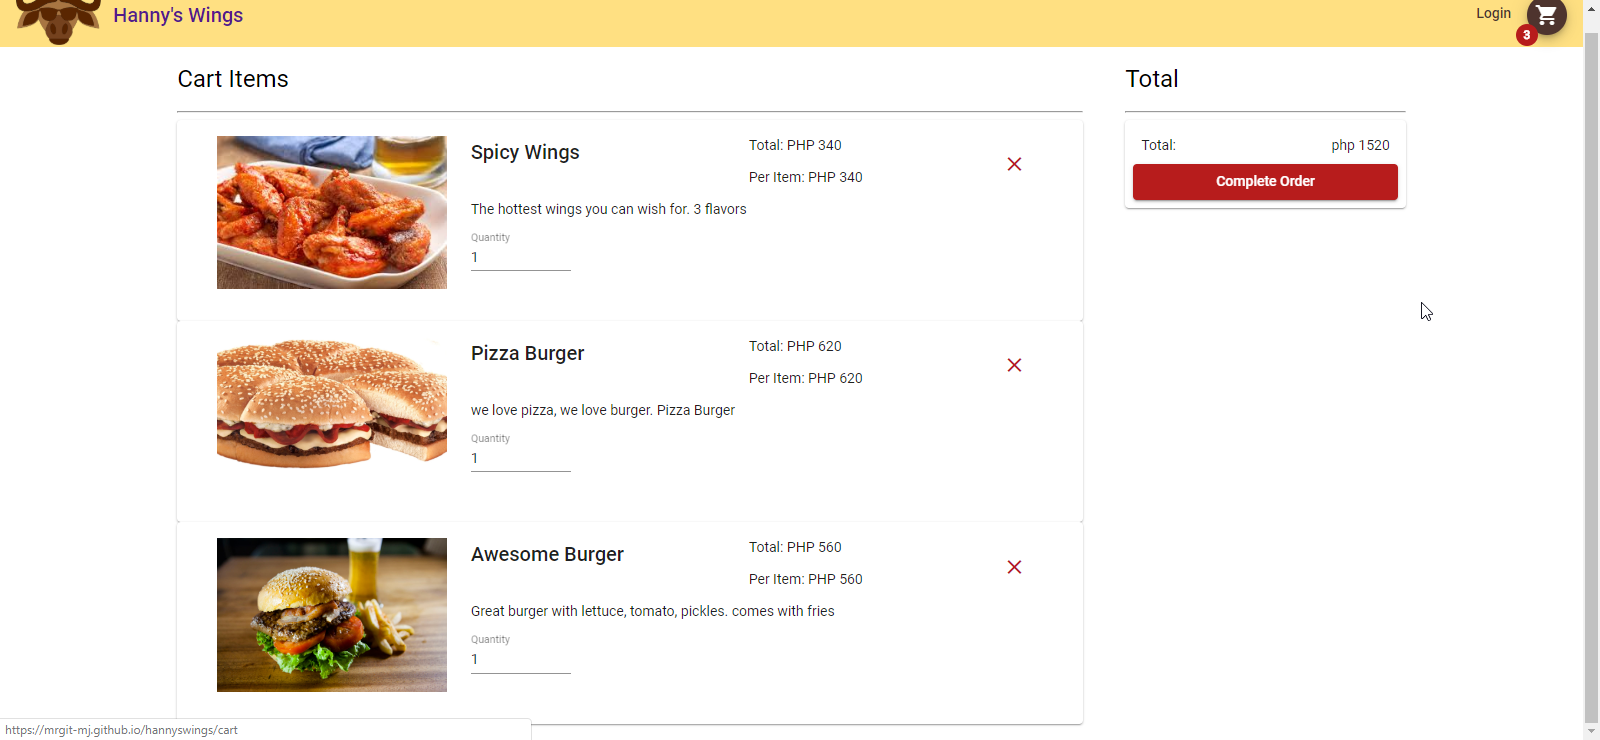 Hanny's Wings
Login
3
Cart Items
Total
Spicy Wings
Total: PHP 340
Per Item: PHP 340
The hottest wings you can wish for. 3 flavors
Quantity
1
Pizza Burger
Total: PHP 620
Per Item: PHP 620
we love pizza, we love burger. Pizza Burger
Quantity
1
Awesome Burger
Total: PHP 560
Per Item: PHP 560
Great burger with lettuce, tomato, pickles. comes with fries
Quantity
1
Total: php 1520
Complete Order
https://mrgit-mj.github.io/hannyswings/cart